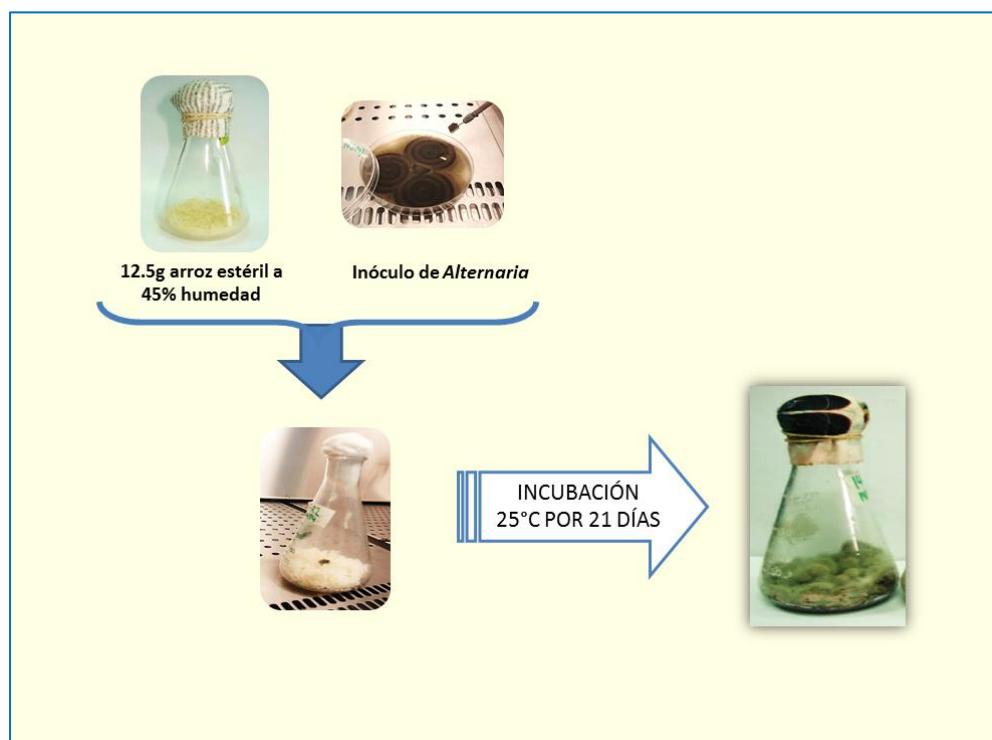 12.5g arroz estéril a
45% humedad
Inóculo de Alternaria
INCUBACIÓN
25°C POR 21 DÍAS